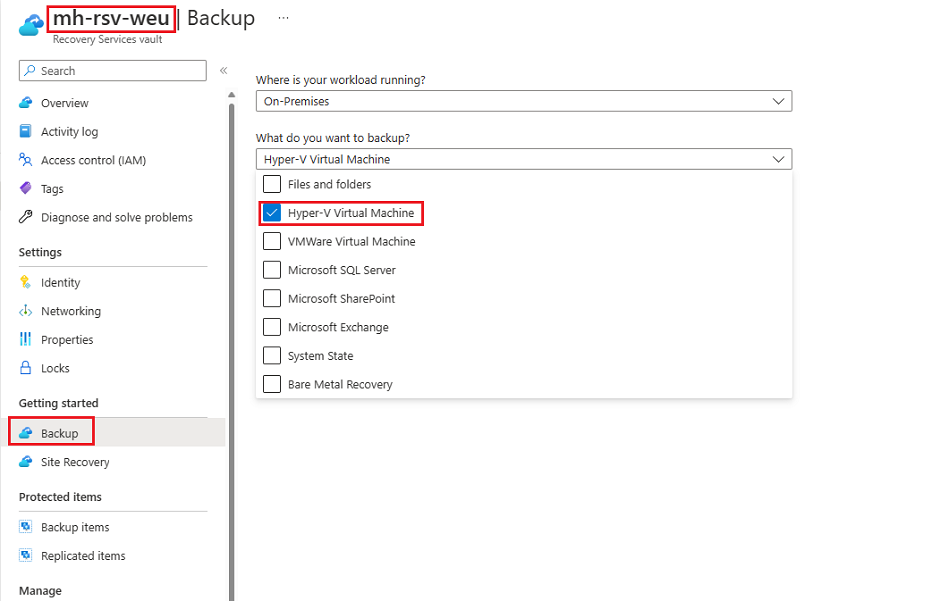 mh-rsv-weu | Backup ...
Recovery Services vault
Search
«
Overview
Activity log
Access control (IAM)
Tags
Diagnose and solve problems
Settings
Identity
Networking
Properties
Locks
Getting started
Backup
Site Recovery
Protected items
Backup items
Replicated items
Manage
Where is your workload running?
On-Premises
What do you want to backup?
Hyper-V Virtual Machine
Files and folders
Hyper-V Virtual Machine
VMWare Virtual Machine
Microsoft SQL Server
Microsoft SharePoint
Microsoft Exchange
System State
Bare Metal Recovery